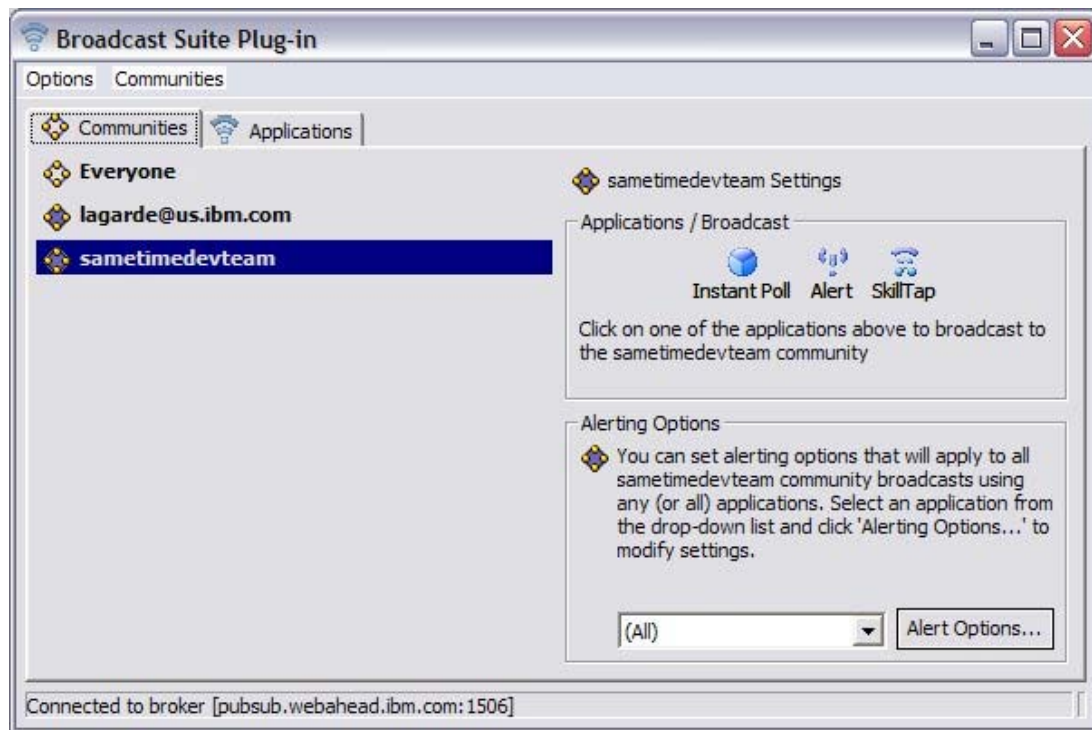 Broadcast Suite Plug-in
Options Communities
Communities Applications
Everyone
lagarde@us.ibm.com
sametimedevteam
sametimedevteam Settings
Applications / Broadcast
Instant Poll Alert SkillTap
Click on one of the applications above to broadcast to
the sametimedevteam community
Alerting Options
You can set alerting options that will apply to all
sametimedevteam community broadcasts using
any (or all) applications. Select an application from
the drop-down list and click 'Alerting Options...' to
modify settings.
(All) Alert Options...
Connected to broker [pubsub.webahead.ibm.com:1506]